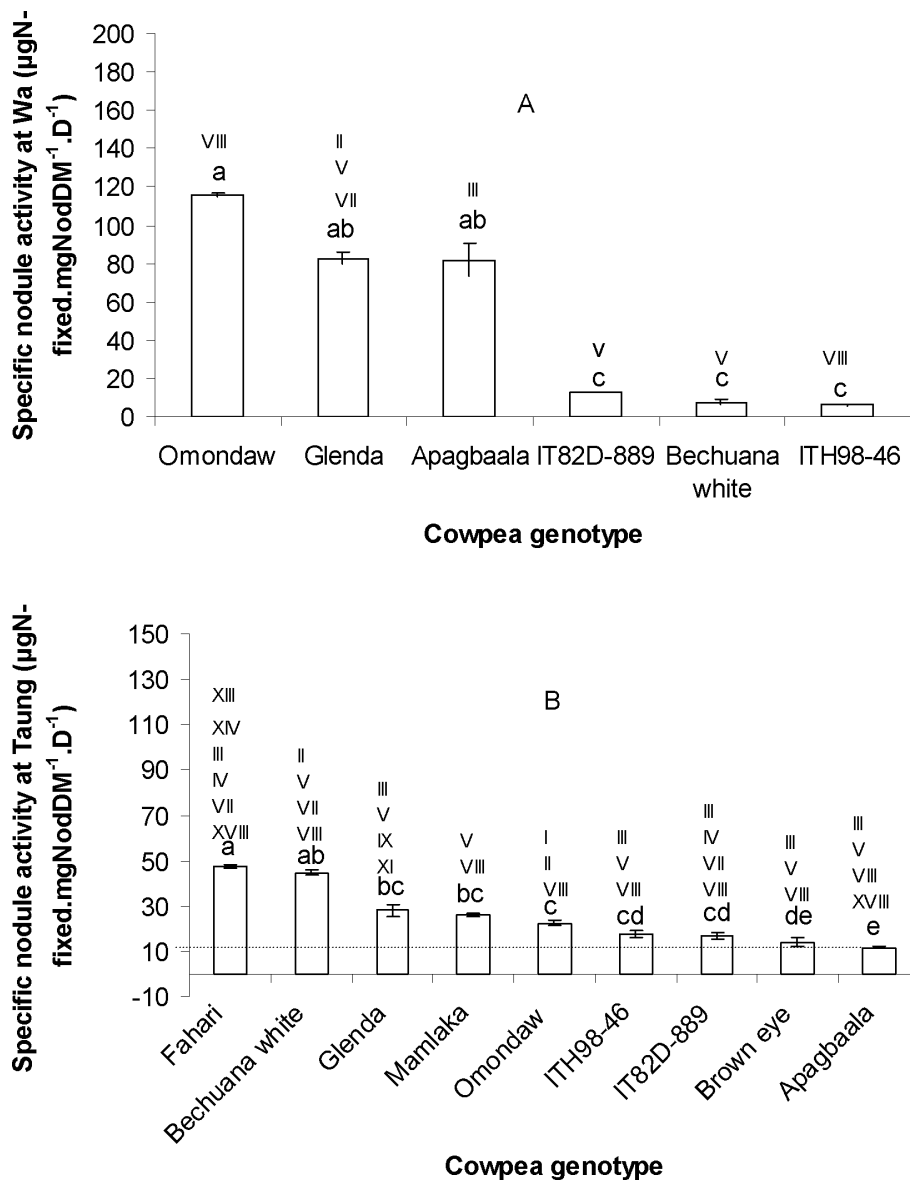 Specific nodule activity at Wa (µgN-
fixed.mgNodDM-1.D-1)
200
180
160
140
120
100
80
60
40
20
0
A
VIII
a
II
V
VII
ab
III
ab
v
c
V
c
VIII
c
Omondaw
Glenda
Apagbaala
IT82D-889
Bechuana
white
ITH98-46
Cowpea genotype
Specific nodule activity at Taung (µgN-
fixed.mgNodDM-1.D-1)
150
130
110
90
70
50
30
10
-10
B
XIII
XIV
III
IV
VII
XVIII
a
II
V
VII
VIII
ab
III
V
IX
XI
bc
V
VIII
bc
I
II
VIII
c
III
V
VIII
cd
III
IV
VII
VIII
cd
III
V
VIII
de
III
V
VIII
XVIII
e
Fahari
Bechuana white
Glenda
Mamlaka
Omondaw
ITH98-46
IT82D-889
Brown eye
Apagbaala
Cowpea genotype